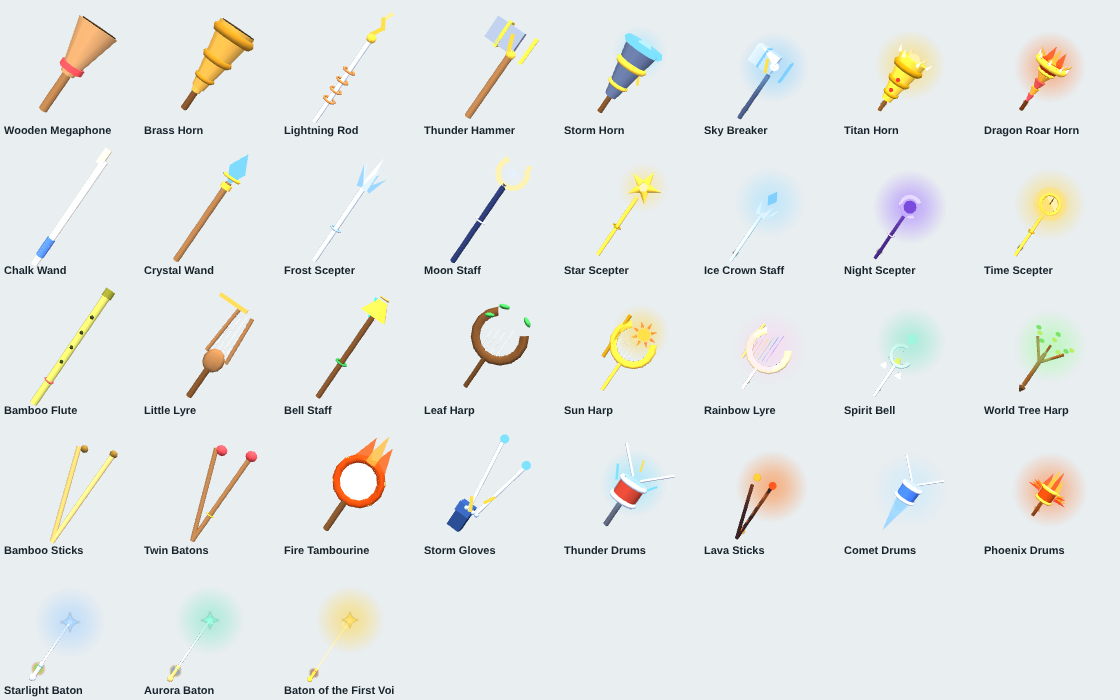 Wooden Megaphone
Brass Horn
Lightning Rod
Thunder Hammer
Storm Horn
Sky Breaker
Titan Horn
Dragon Roar Horn
Chalk Wand
Crystal Wand
Frost Scepter
Moon Staff
Star Scepter
Ice Crown Staff
Night Scepter
Time Scepter
Bamboo Flute
Little Lyre
Bell Staff
Leaf Harp
Sun Harp
Rainbow Lyre
Spirit Bell
World Tree Harp
Bamboo Sticks
Twin Batons
Fire Tambourine
Storm Gloves
Thunder Drums
Lava Sticks
Comet Drums
Phoenix Drums
Starlight Baton
Aurora Baton
Baton of the First Voi